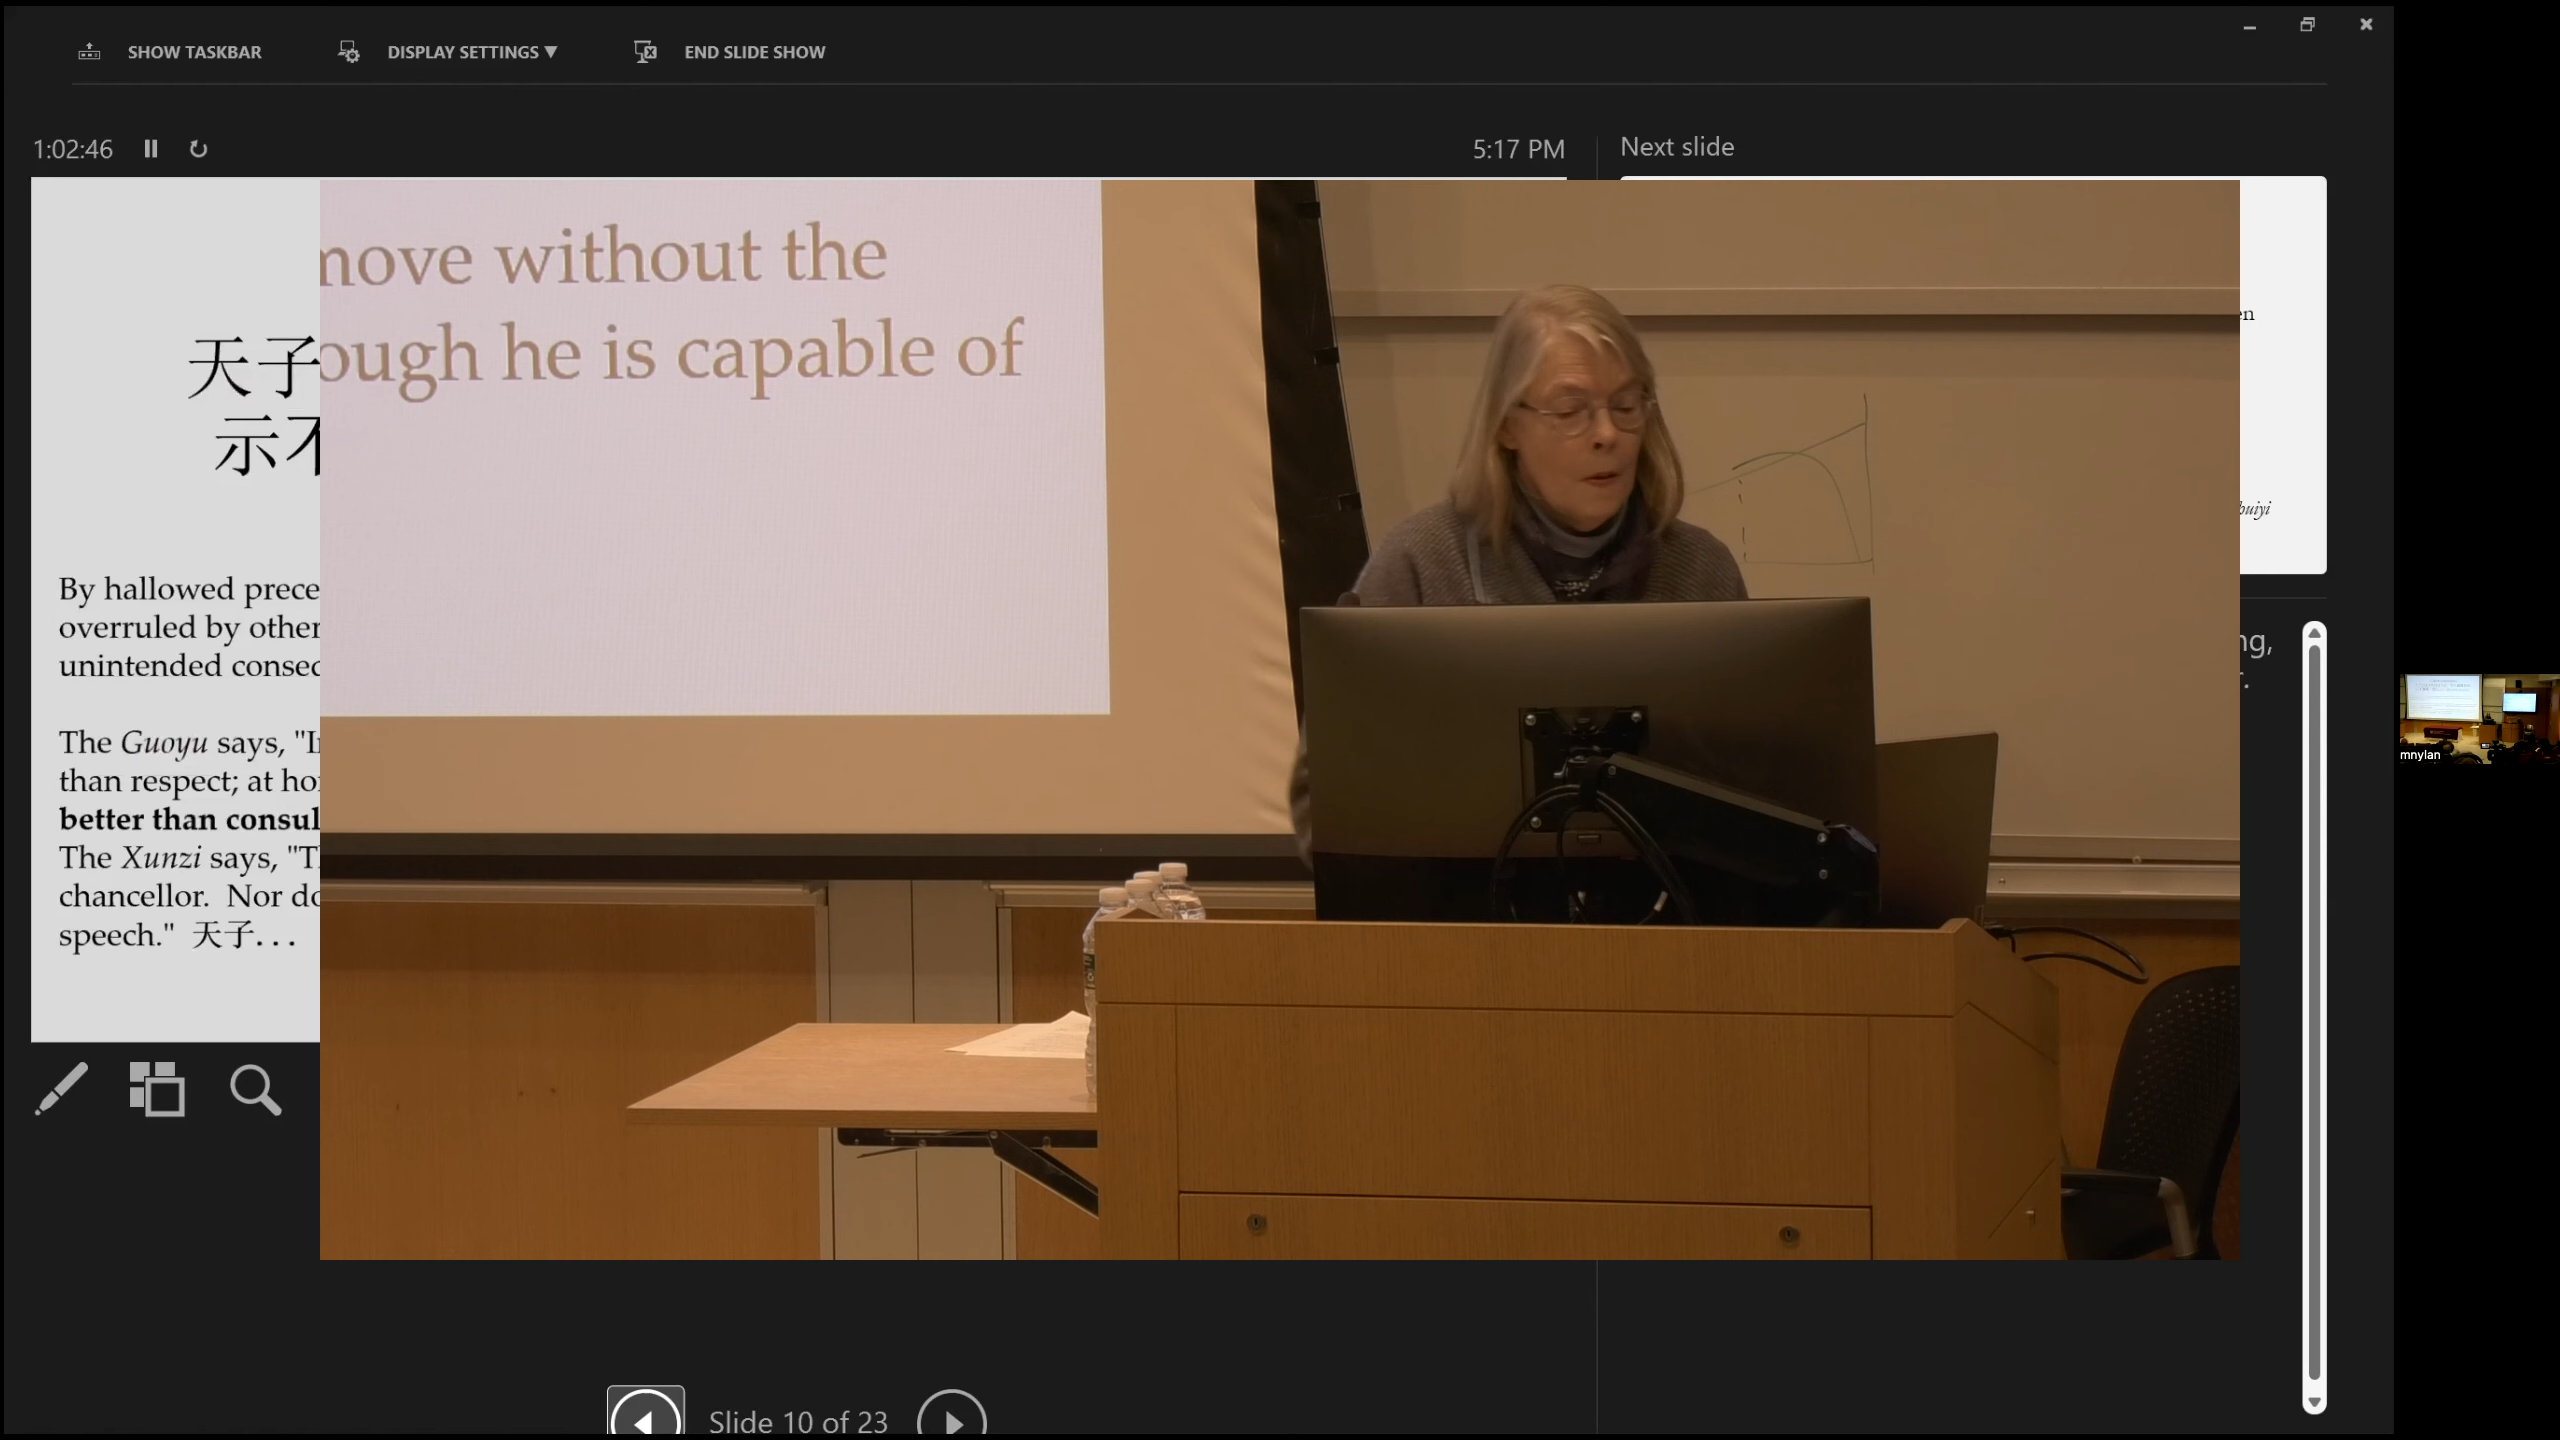 SHOW TASKBAR
DISPLAY SETTINGS ▼
END SLIDE SHOW
1:02:46
5:17 PM
Next slide
move without the
ough he is capable of
天子
示不
By hallowed prece
overruled by other
unintended consec
The Guoyu says, "I
than respect; at ho
better than consul
The Xunzi says, "T
chancellor. Nor do
speech." 天子...
en
huiyi
ng,
r.
mnylan
Slide 10 of 23